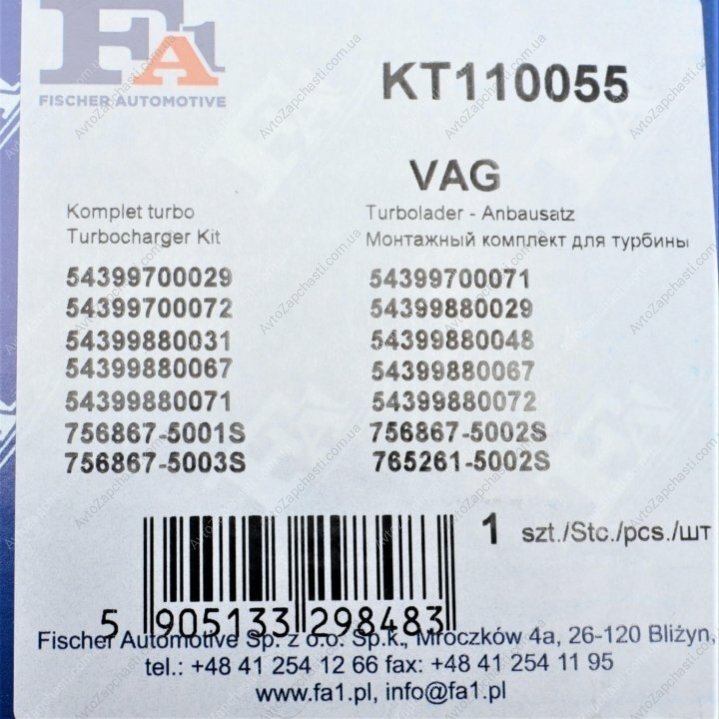 FA1
FISCHER AUTOMOTIVE
KT110055
VAG
Komplet turbo
Turbocharger Kit
Turbolader - Anbausatz
Монтажный комплект для турбины
54399700029 54399700071
54399700072 54399880029
54399880031 54399880048
54399880067 54399880067
54399880071 54399880072
756867-5001S 756867-5002S
756867-5003S 765261-5002S
1 szt./Stc./pcs./шт
5 905133 298483
Fischer Automotive Sp. z o.o. Sp.k., Mroczków 4a, 26-120 Bliżyn,
tel.: +48 41 254 12 66 fax: +48 41 254 11 95
www.fa1.pl, info@fa1.pl
AvtoZapchasti.com.ua